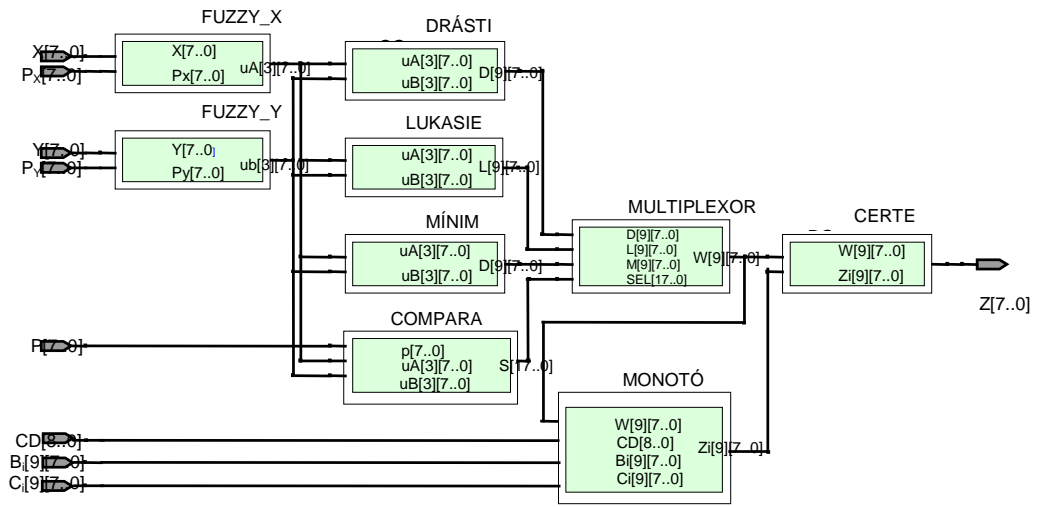 FUZZY_X
X[7..0]
PX[7..0]
X[7..0]
Px[7..0]
uA[3][7..0]
FUZZY_Y
Y[7..0]
PY[7..0]
Y[7..0]
Py[7..0]
ub[3][7..0]
DRÁSTI
uA[3][7..0]
uB[3][7..0]
D[9][7..0]
LUKASIE
uA[3][7..0]
uB[3][7..0]
L[9][7..0]
MÍNIM
uA[3][7..0]
uB[3][7..0]
D[9][7..0]
COMPARA
P[7..0]
p[7..0]
uA[3][7..0]
uB[3][7..0]
S[17..0]
MULTIPLEXOR
D[9][7..0]
L[9][7..0]
M[9][7..0]
SEL[17..0]
W[9][7..0]
CERTE
W[9][7..0]
Zi[9][7..0]
Z[7..0]
MONOTÓ
CD[8..0]
Bi[9][7..0]
Ci[9][7..0]
W[9][7..0]
CD[8..0]
Bi[9][7..0]
Ci[9][7..0]
Zi[9][7..0]